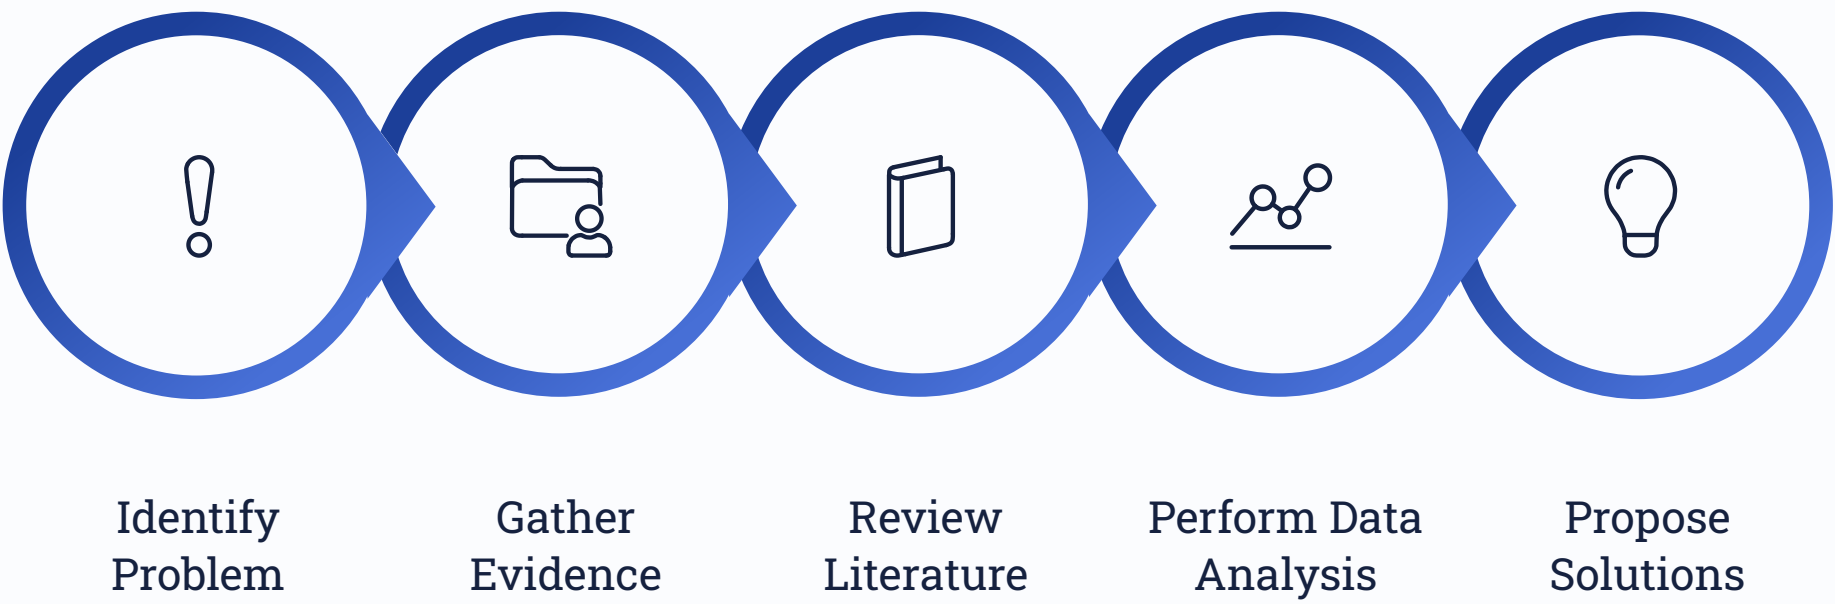 Identify
Problem
Gather
Evidence
Review
Literature
Perform Data
Analysis
Propose
Solutions